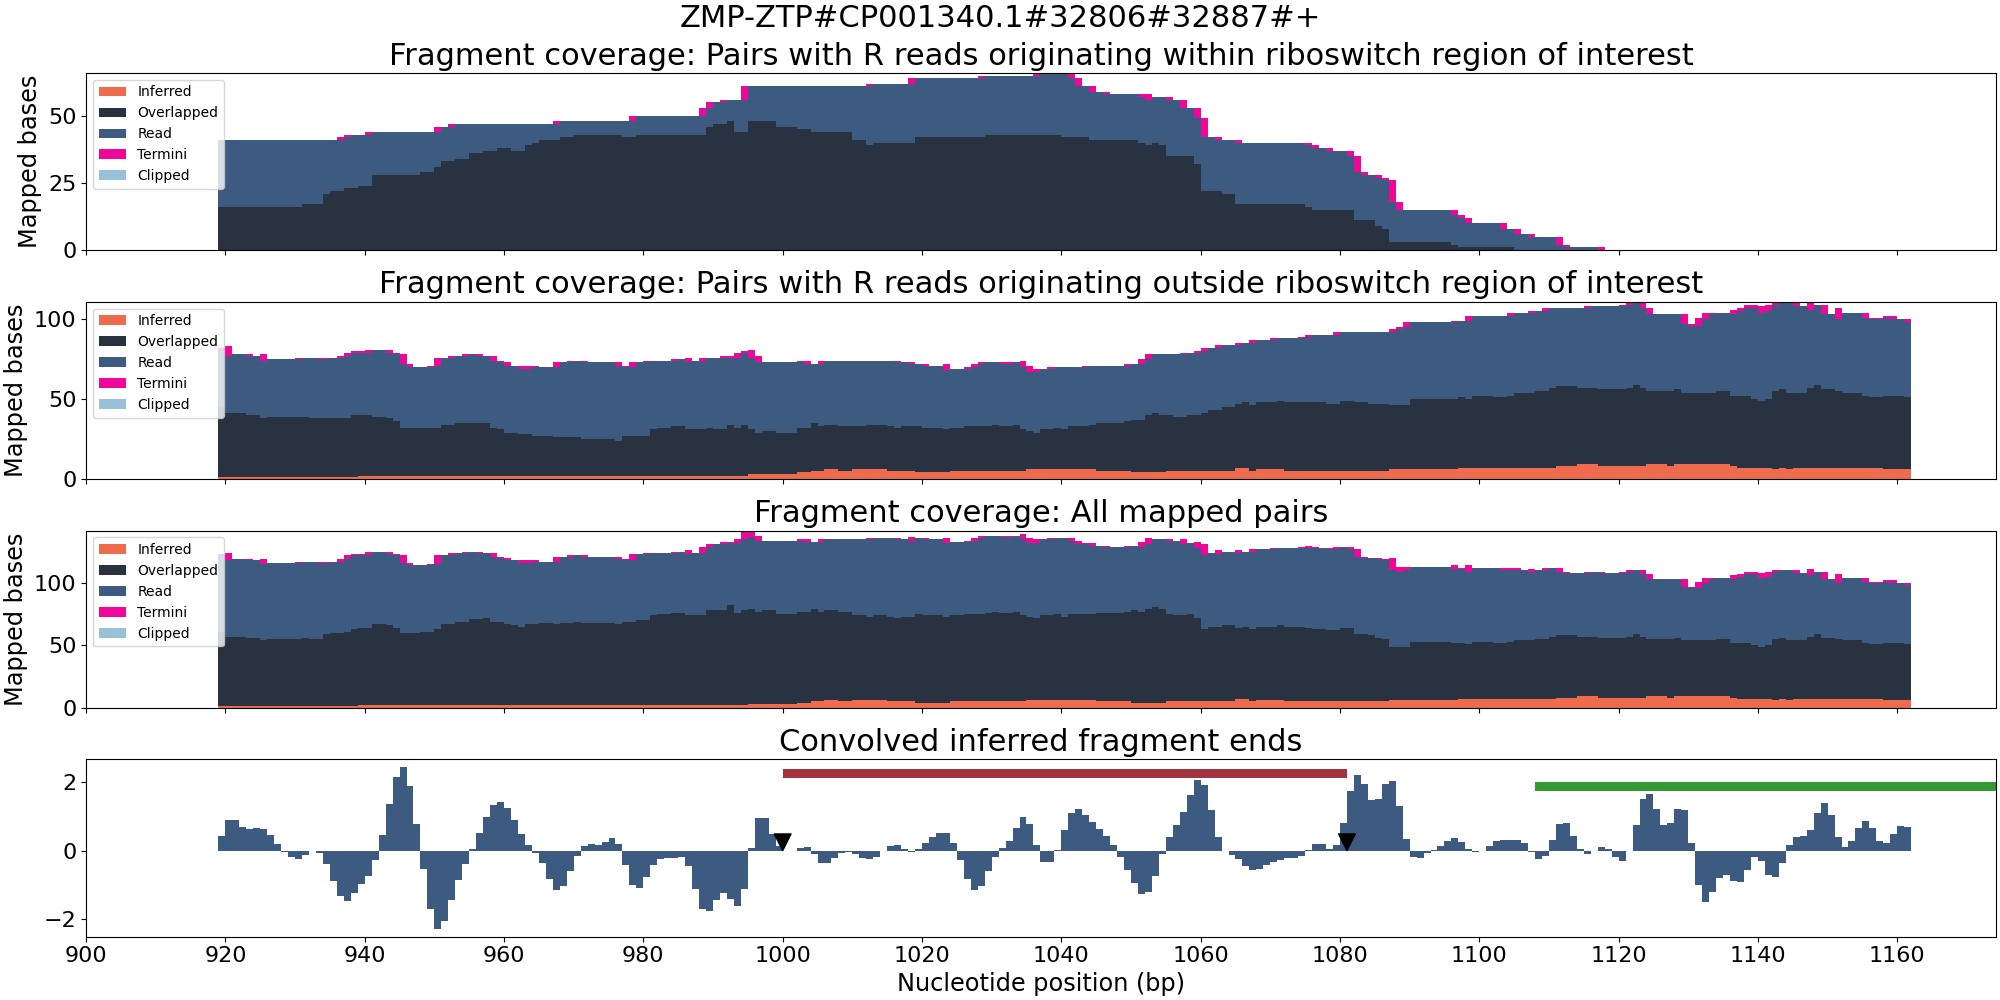 ZMP-ZTP#CP001340.1#32806#32887#+
Fragment coverage: Pairs with R reads originating within riboswitch region of interest
Mapped bases
50
25
0
Inferred
Overlapped
Read
Termini
Clipped
Fragment coverage: Pairs with R reads originating outside riboswitch region of interest
Mapped bases
100
50
0
Inferred
Overlapped
Read
Termini
Clipped
Fragment coverage: All mapped pairs
Mapped bases
100
50
0
Inferred
Overlapped
Read
Termini
Clipped
Convolved inferred fragment ends
2
0
−2
900 920 940 960 980 1000 1020 1040 1060 1080 1100 1120 1140 1160
Nucleotide position (bp)